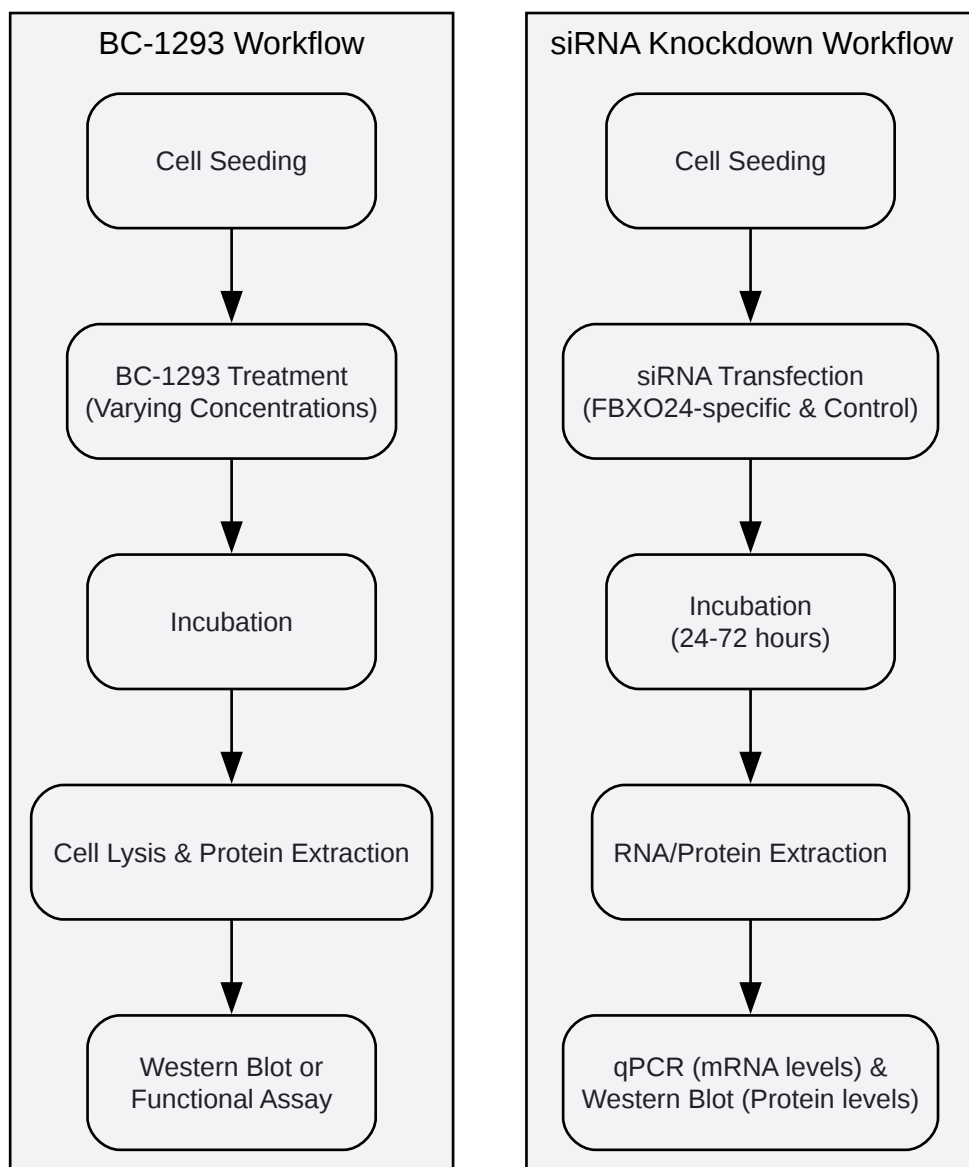 BC-1293 Workflow
Cell Seeding
BC-1293 Treatment
(Varying Concentrations)
Incubation
Cell Lysis & Protein Extraction
Western Blot or
Functional Assay
siRNA Knockdown Workflow
Cell Seeding
siRNA Transfection
(FBXO24-specific & Control)
Incubation
(24-72 hours)
RNA/Protein Extraction
qPCR (mRNA levels) &
Western Blot (Protein levels)